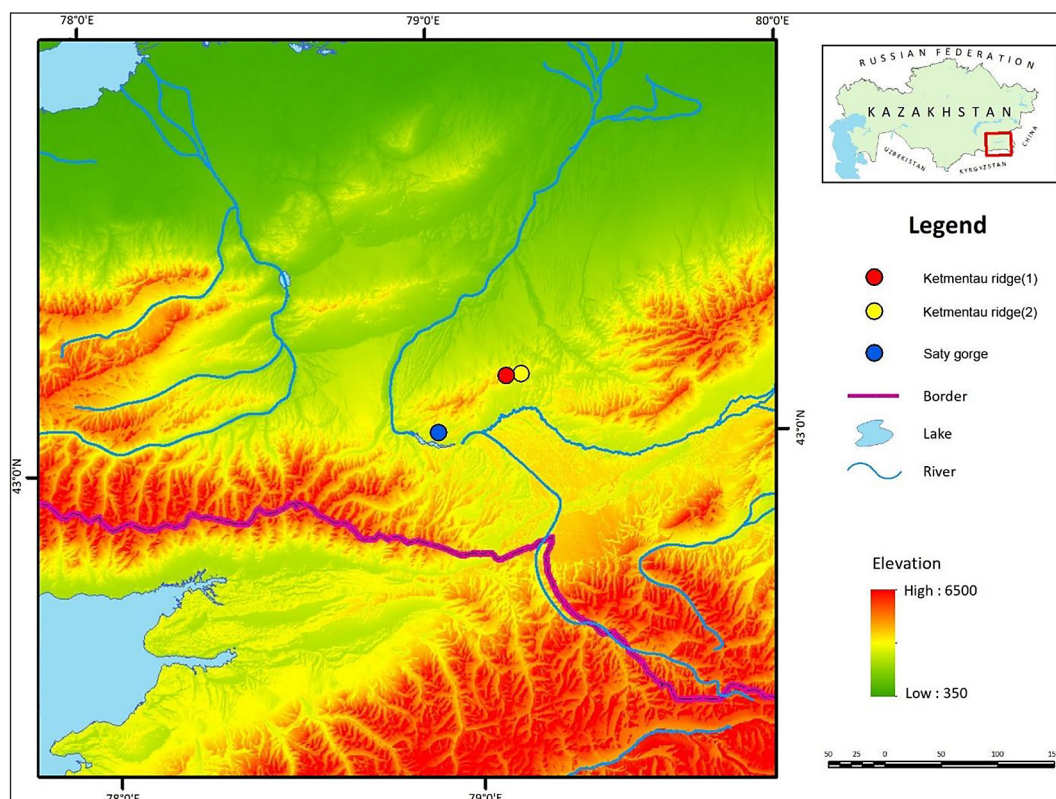 78°0'E 79°0'E 80°0'E
RUSSIAN FEDERATION
KAZAKHSTAN
UZBEKISTAN
KYRGYZSTAN
CHINA
Legend
Ketmentau ridge(1)
Ketmentau ridge(2)
Saty gorge
Border
Lake
River
43°0'N
43°0'N
Elevation
High : 6500
Low : 350
50 25 0 50 100
78°0'E 79°0'E